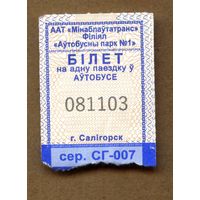 ААТ «Мінаблаўтатранс»
Філіял
«Аўтобусны парк №1»
БІЛЕТ
на адну паездку ў
АЎТОБУСЕ
081103
г. Салігорск
сер. СГ-007